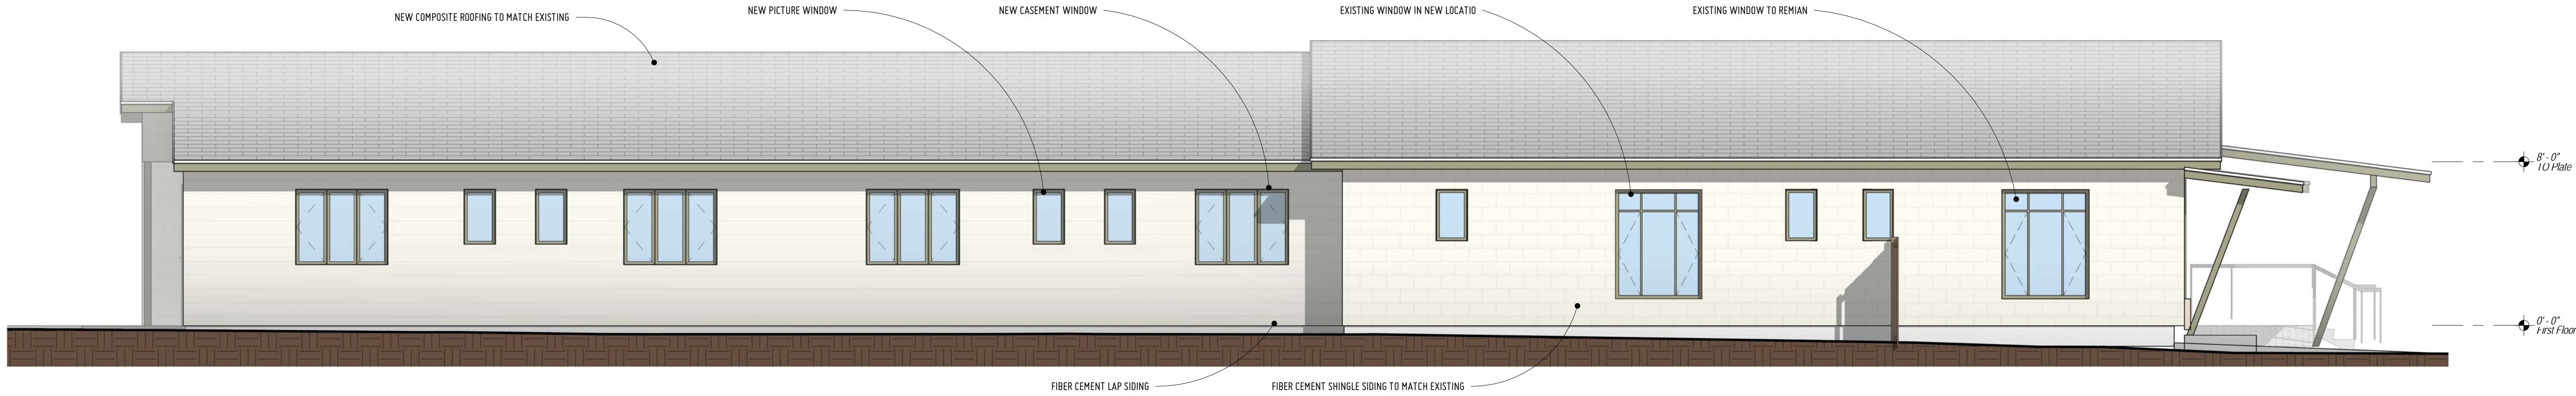 NEW COMPOSITE ROOFING TO MATCH EXISTING
NEW PICTURE WINDOW
NEW CASEMENT WINDOW
EXISTING WINDOW IN NEW LOCATIO
EXISTING WINDOW TO REMIAN
8' - 0"
TO Plate
0' - 0"
First Floor
FIBER CEMENT LAP SIDING
FIBER CEMENT SHINGLE SIDING TO MATCH EXISTING